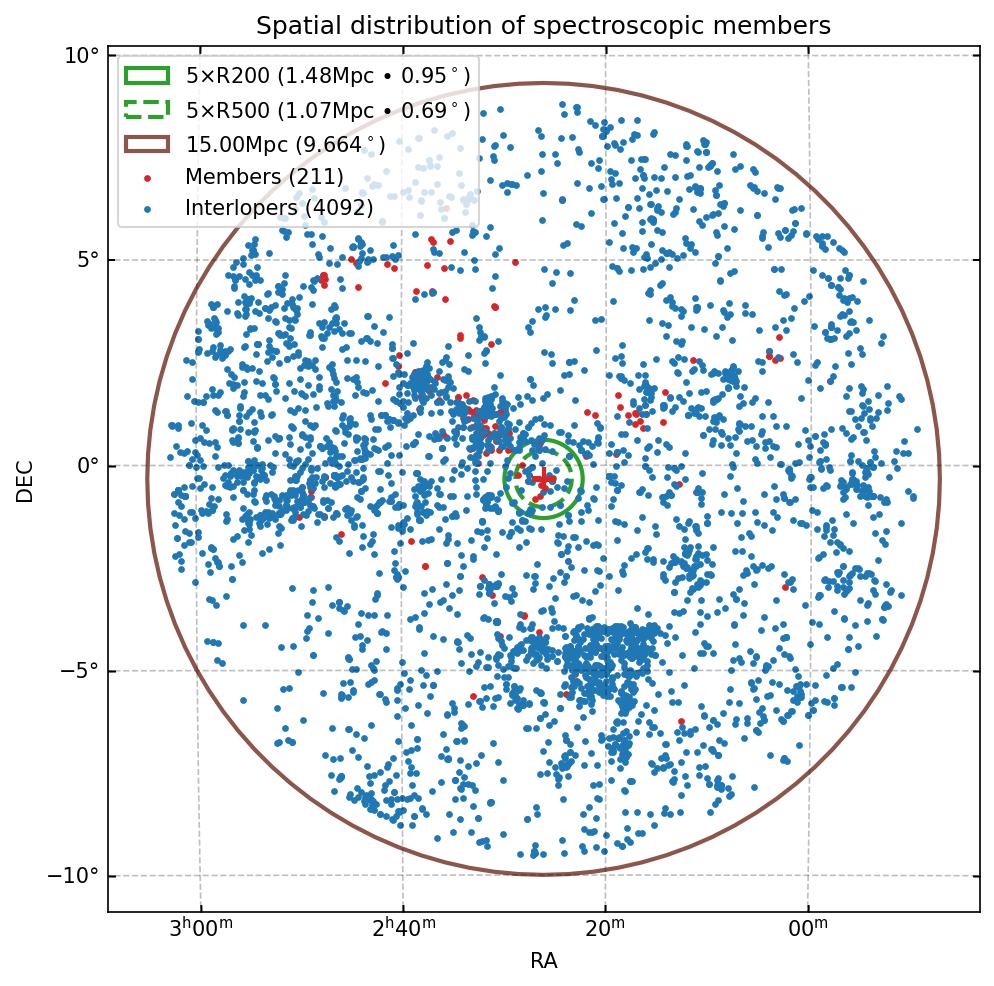 Spatial distribution of spectroscopic members
5×R200 (1.48Mpc • 0.95°)
5×R500 (1.07Mpc • 0.69°)
15.00Mpc (9.664°)
Members (211)
Interlopers (4092)
10°
5°
0°
−5°
−10°
DEC
3ʰ00ᵐ
2ʰ40ᵐ
20ᵐ
00ᵐ
RA